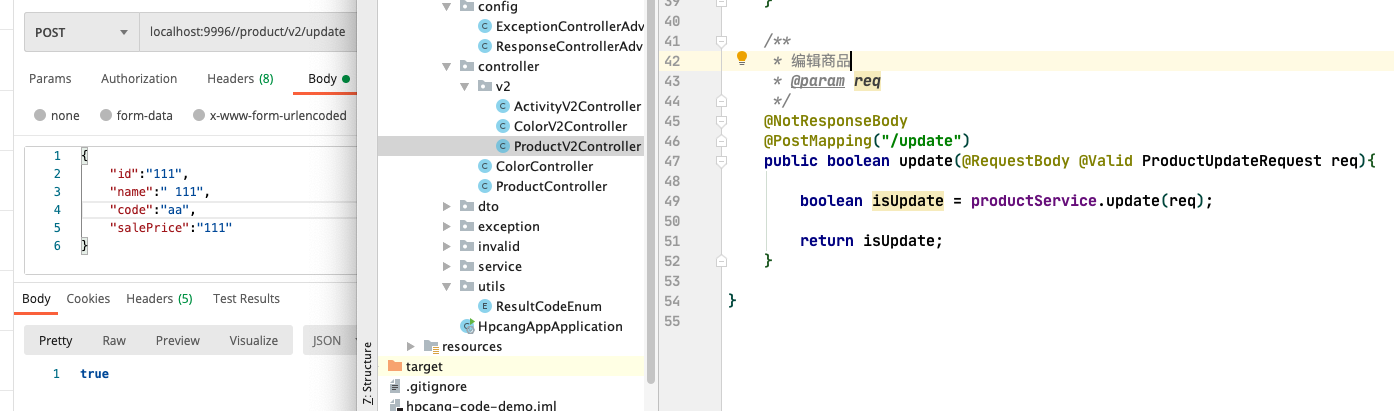 POST
localhost:9996//product/v2/update
Params
Authorization
Headers (8)
Body
none
form-data
x-www-form-urlencoded
1 {
2 "id":"111",
3 "name":" 111",
4 "code":"aa",
5 "salePrice":"111"
6 }
Body
Cookies
Headers (5)
Test Results
Pretty
Raw
Preview
Visualize
JSON
1 true
Z: Structure
config
ExceptionControllerAdv
ResponseControllerAdv
controller
v2
ActivityV2Controller
ColorV2Controller
ProductV2Controller
ColorController
ProductController
dto
exception
invalid
service
utils
ResultCodeEnum
HpcangAppApplication
resources
target
.gitignore
hpcang-code-demo.iml
39 }
40
41 /**
42 * 编辑商品
43 * @param req
44 */
45 @NotResponseBody
46 @PostMapping("/update")
47 public boolean update(@RequestBody @Valid ProductUpdateRequest req){
48
49 boolean isUpdate = productService.update(req);
50
51 return isUpdate;
52 }
53
54 }
55